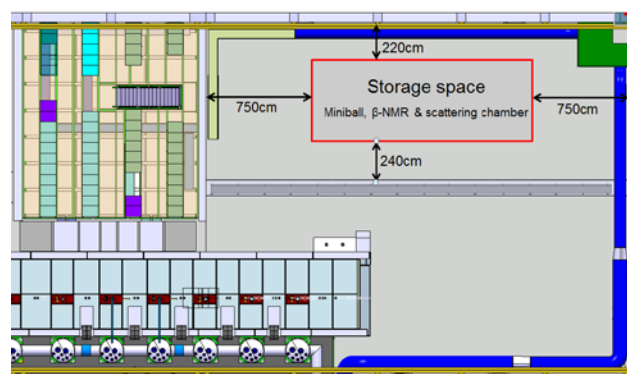 220cm
Storage space
Miniball, β-NMR & scattering chamber
750cm
750cm
240cm